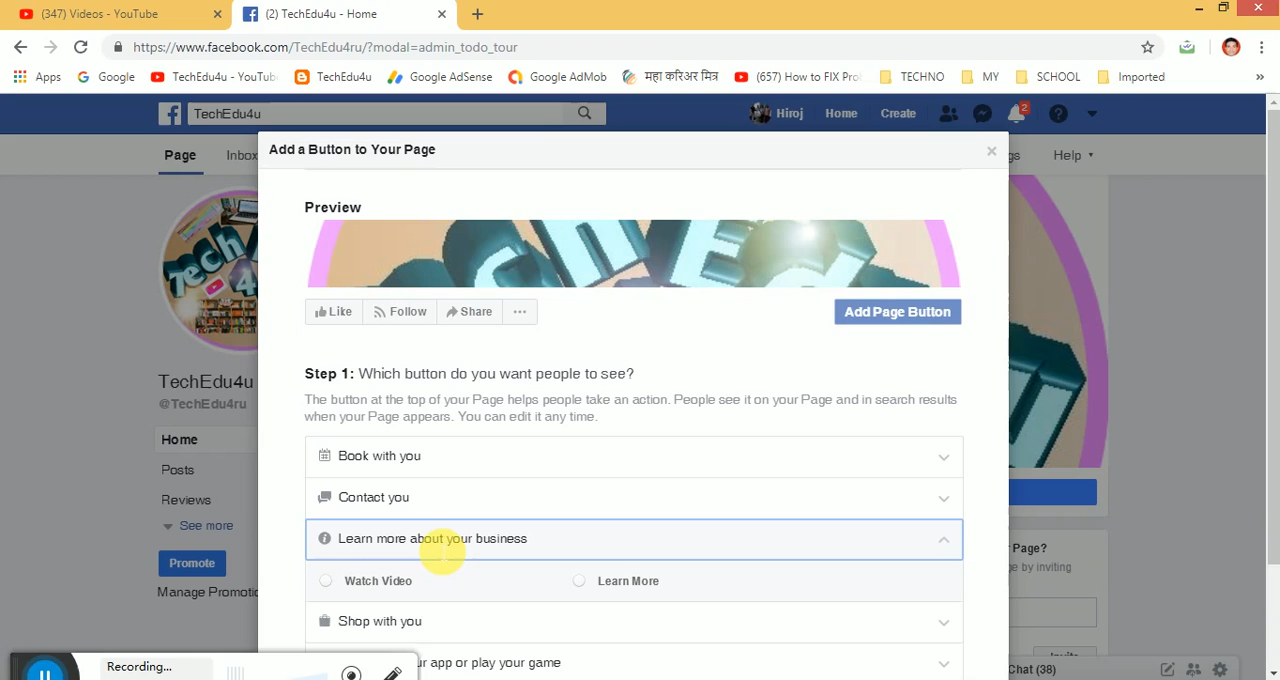 (347) Videos - YouTube
(2) TechEdu4u - Home
https://www.facebook.com/TechEdu4ru/?modal=admin_todo_tour
Apps
Google
TechEdu4u - YouTu
TechEdu4u
Google AdSense
Google AdMob
महा करिअर मित्र
(657) How to FIX Pro
TECHNO
MY
SCHOOL
Imported
»
TechEdu4u
Hiroj
Home
Create
2
Page
Inbox
Help
Add a Button to Your Page
Preview
Like
Follow
Share
Add Page Button
TechEdu4u
@TechEdu4ru
Home
Posts
Reviews
See more
Promote
Manage Promotio
Step 1: Which button do you want people to see?
The button at the top of your Page helps people take an action. People see it on your Page and in search results
when your Page appears. You can edit it any time.
Book with you
Contact you
Learn more about your business
Watch Video
Learn More
Shop with you
ur app or play your game
Page?
e by inviting
Chat (38)
Recording...